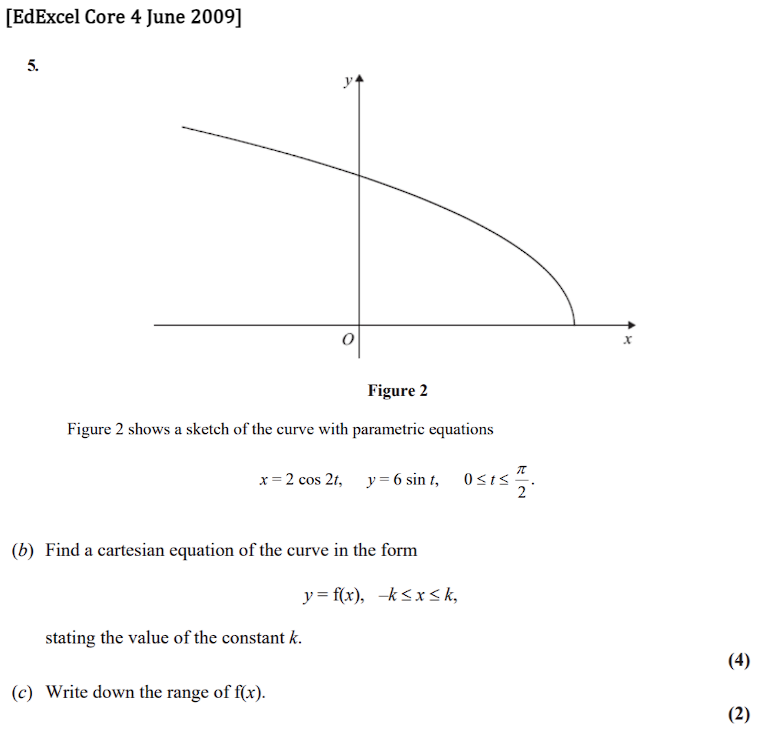 [EdExcel Core 4 June 2009]
5.
y
O
x
Figure 2
Figure 2 shows a sketch of the curve with parametric equations
x = 2 cos 2t, y = 6 sin t, 0 ≤ t ≤ π/2.
(b) Find a cartesian equation of the curve in the form
y = f(x), –k ≤ x ≤ k,
stating the value of the constant k.
(4)
(c) Write down the range of f(x).
(2)